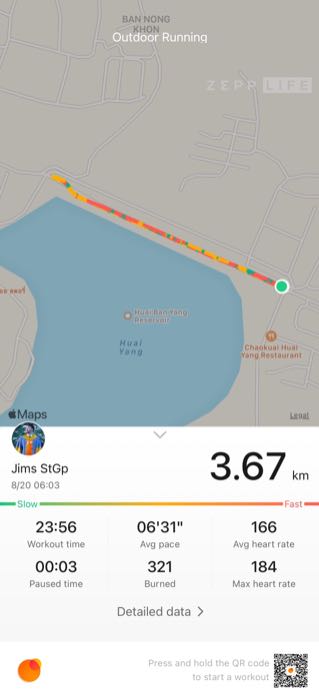 BAN NONG
KHON
Outdoor Running
ZEPP LIFE
Huai Ban Yang
Reservoir
Huai
Yang
Chaokuai Huai
Yang Restaurant
Maps
Legal
Jims StGp
8/20 06:03
3.67 km
Slow
Fast
23:56
06'31"
166
Workout time
Avg pace
Avg heart rate
00:03
321
184
Paused time
Burned
Max heart rate
Detailed data >
Press and hold the QR code
to start a workout